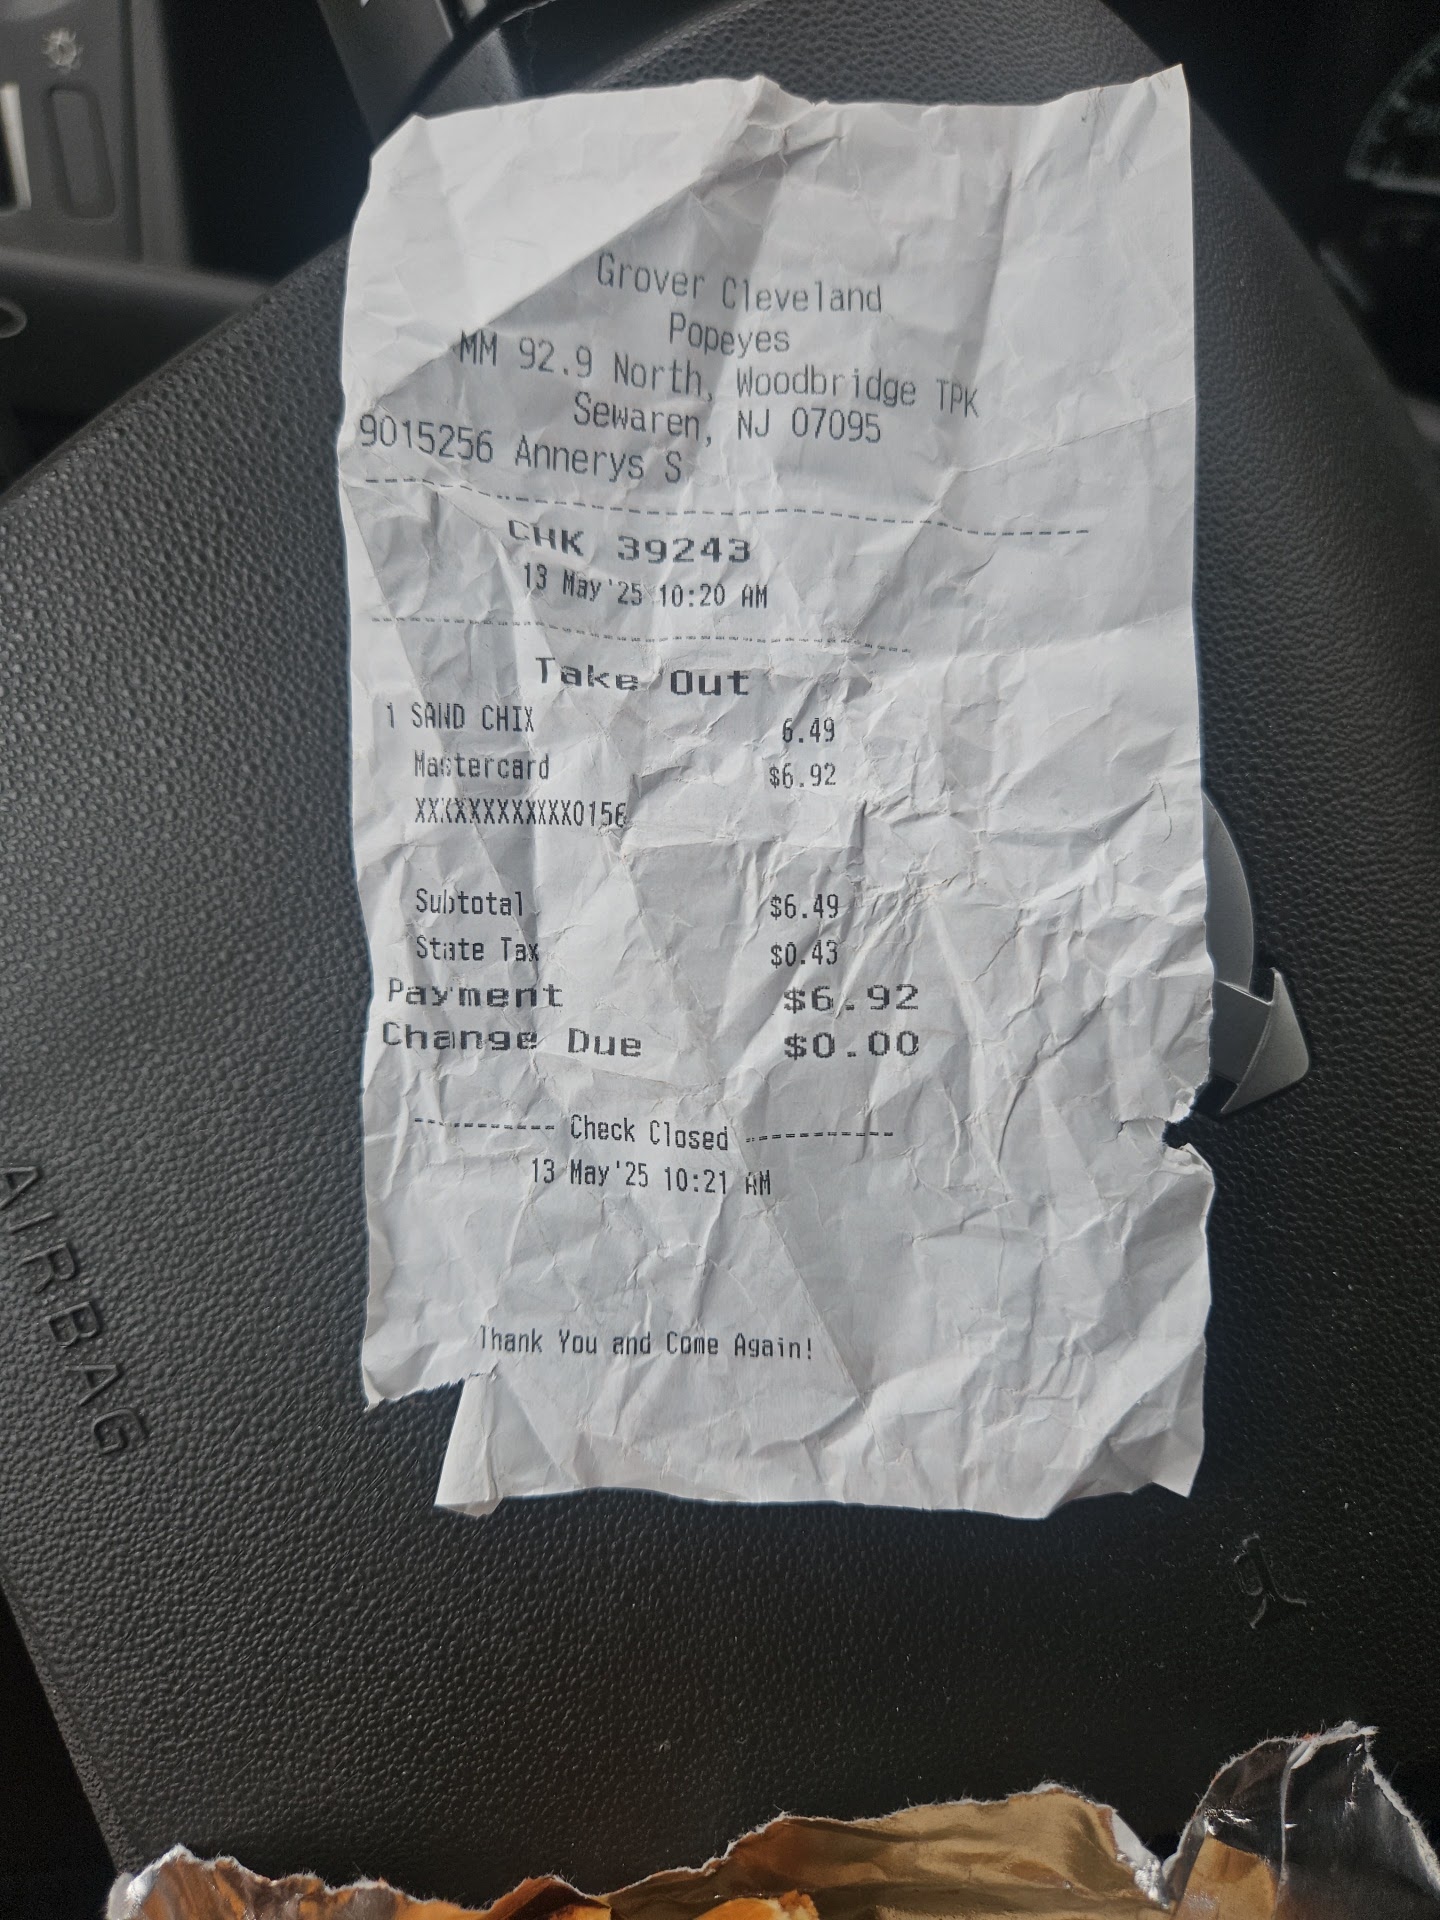 Grover Cleveland
Popeyes
MM 92.9 North, Woodbridge TPK
Sewaren, NJ 07095
9015256 Annerys S
CHK 39243
13 May'25 10:20 AM
Take Out
1 SAND CHIX 6.49
Mastercard $6.92
XXXXXXXXXXXX0156
Subtotal $6.49
State Tax $0.43
Payment $6.92
Change Due $0.00
----------- Check Closed -----------
13 May'25 10:21 AM
Thank You and Come Again!
AIRBAG